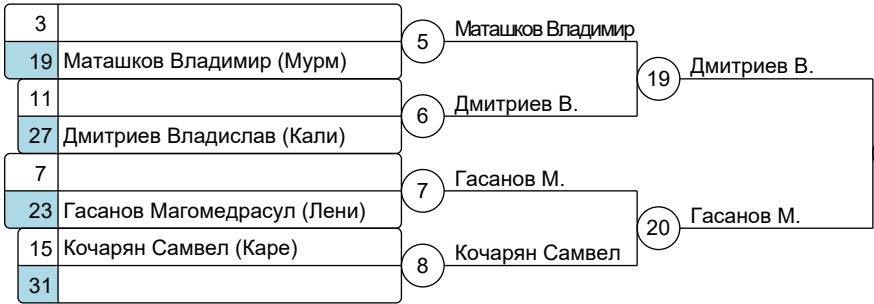 3
5
Маташков Владимир
19 Маташков Владимир (Мурм)
19
Дмитриев В.
11
6
Дмитриев В.
27 Дмитриев Владислав (Кали)
7
7
Гасанов М.
23 Гасанов Магомедрасул (Лени)
20
Гасанов М.
15 Кочарян Самвел (Каре)
8
Кочарян Самвел
31